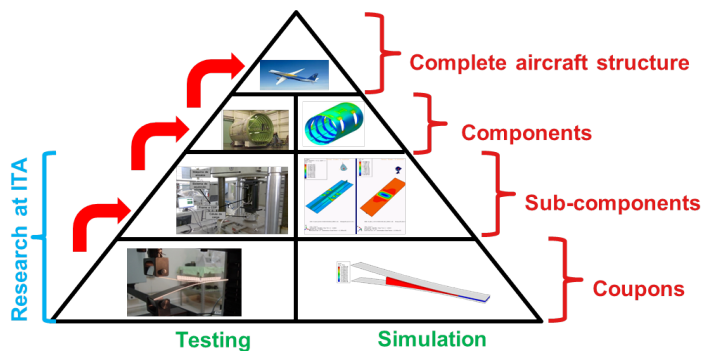 Complete aircraft structure
Components
Sub-components
Coupons
Research at ITA
Testing
Simulation